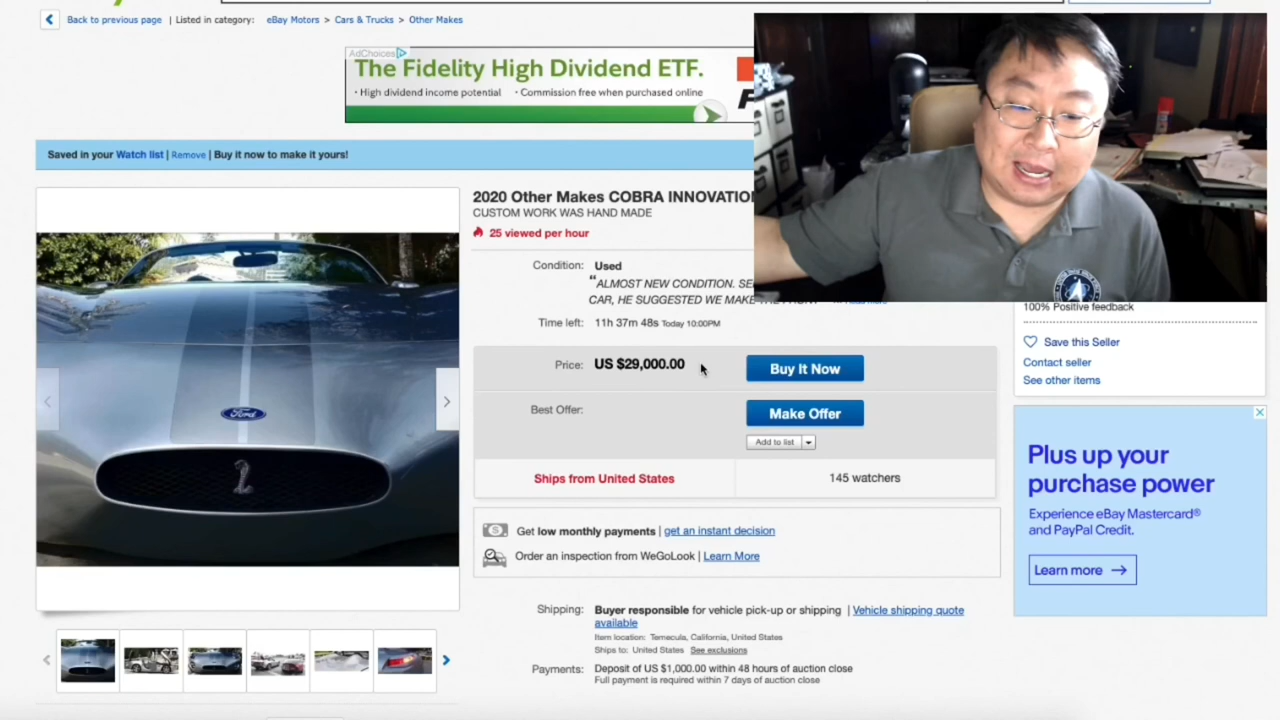 Back to previous page | Listed in category: eBay Motors > Cars & Trucks > Other Makes
AdChoices
The Fidelity High Dividend ETF.
• High dividend income potential • Commission free when purchased online
Saved in your Watch list | Remove | Buy it now to make it yours!
2020 Other Makes COBRA INNOVATIO
CUSTOM WORK WAS HAND MADE
25 viewed per hour
Condition: Used
"ALMOST NEW CONDITION. SE
CAR, HE SUGGESTED WE MAKE THE FRONT
Time left: 11h 37m 48s Today 10:00PM
Price: US $29,000.00 Buy It Now
Best Offer: Make Offer
Add to list
Ships from United States 145 watchers
Get low monthly payments | get an instant decision
Order an inspection from WeGoLook | Learn More
Shipping: Buyer responsible for vehicle pick-up or shipping | Vehicle shipping quote
available
Item location: Temecula, California, United States
Ships to: United States See exclusions
Payments: Deposit of US $1,000.00 within 48 hours of auction close
Full payment is required within 7 days of auction close
100% Positive feedback
Save this Seller
Contact seller
See other items
Plus up your
purchase power
Experience eBay Mastercard®
and PayPal Credit.
Learn more →
Ford